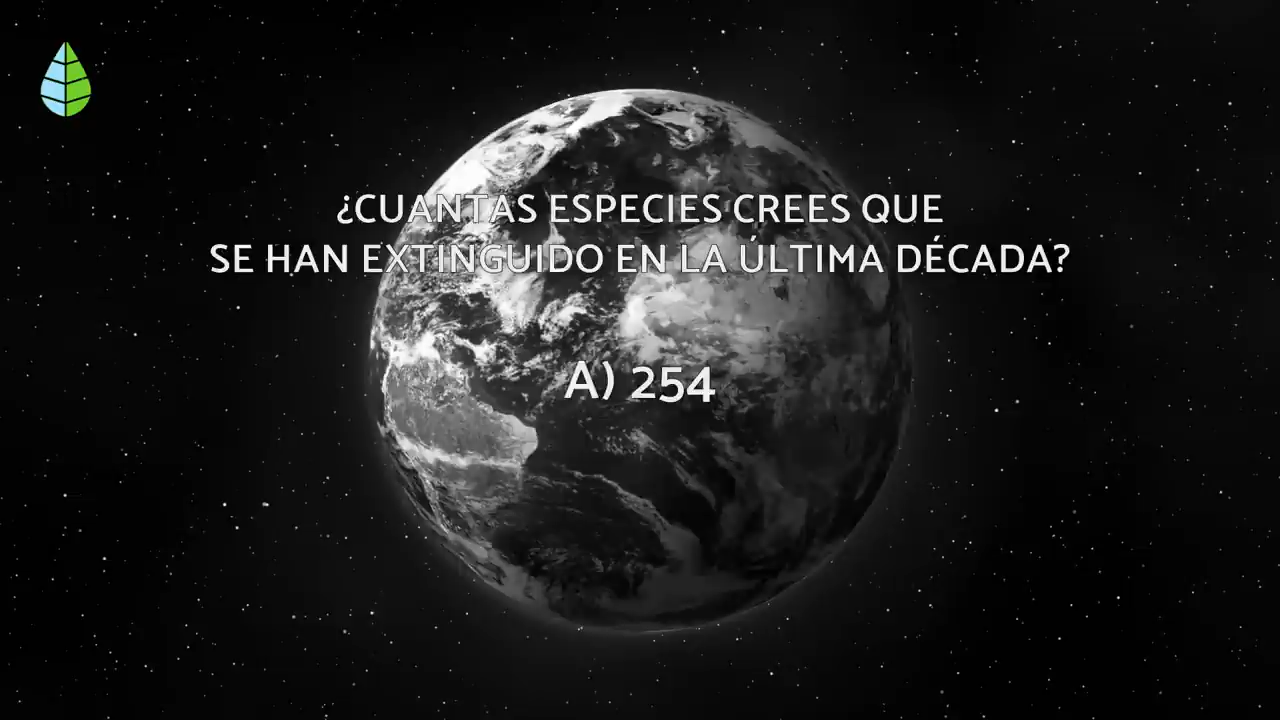 ¿CUANTAS ESPECIES CREES QUE
SE HAN EXTINGUIDO EN LA ÚLTIMA DÉCADA?
A) 254